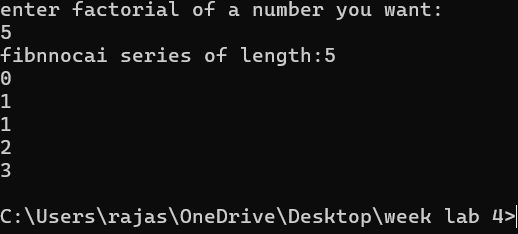 enter factorial of a number you want:
5
fibnnocai series of length:5
0
1
1
2
3
C:\Users\rajas\OneDrive\Desktop\week lab 4>